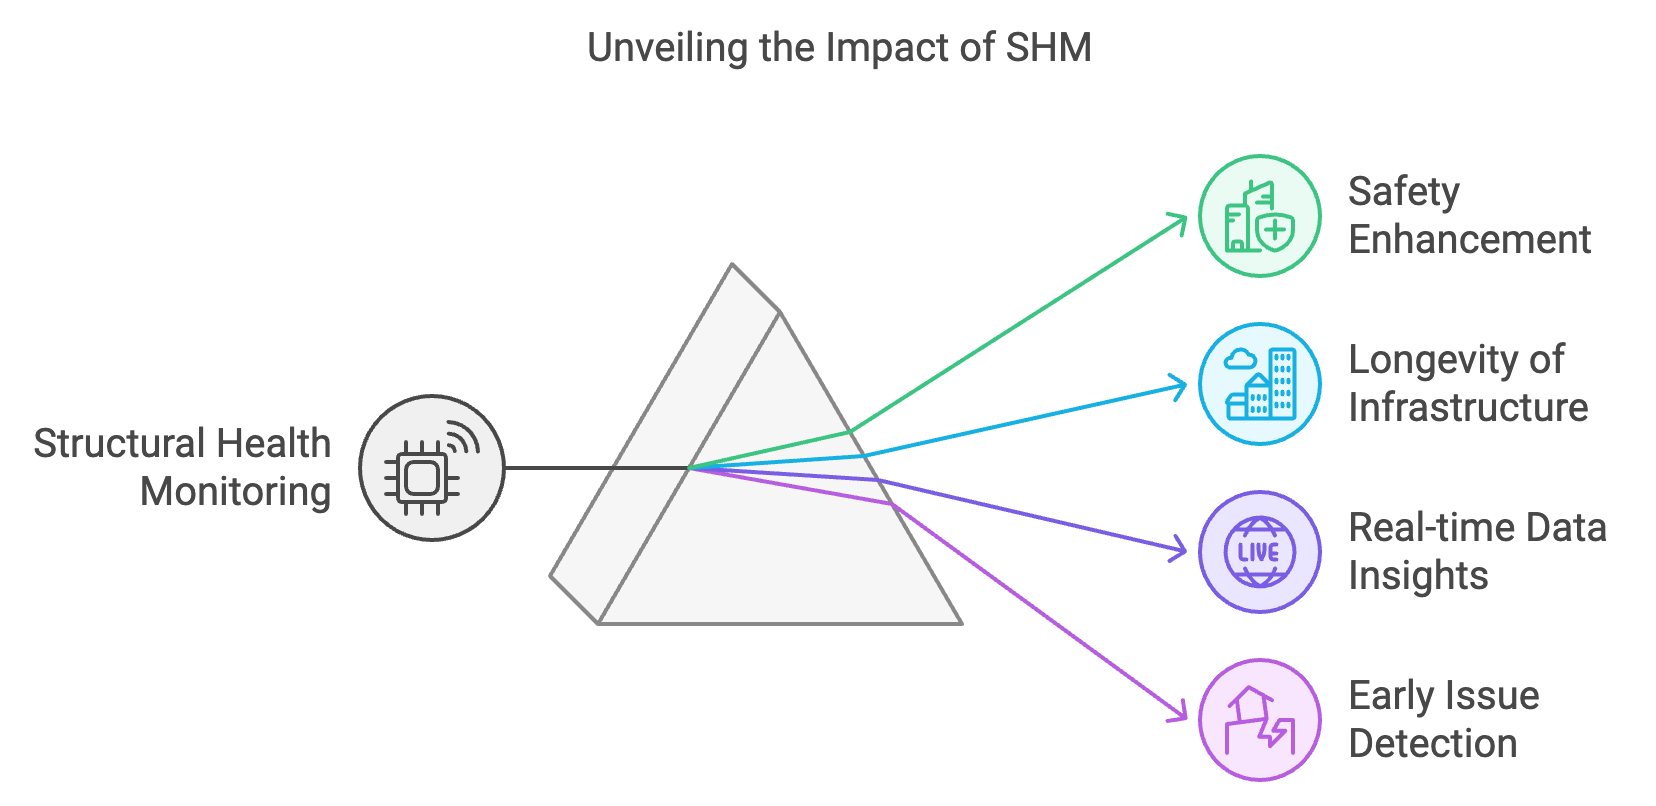 Unveiling the Impact of SHM
Structural Health
Monitoring
Safety
Enhancement
Longevity of
Infrastructure
LIVE
Real-time Data
Insights
Early Issue
Detection